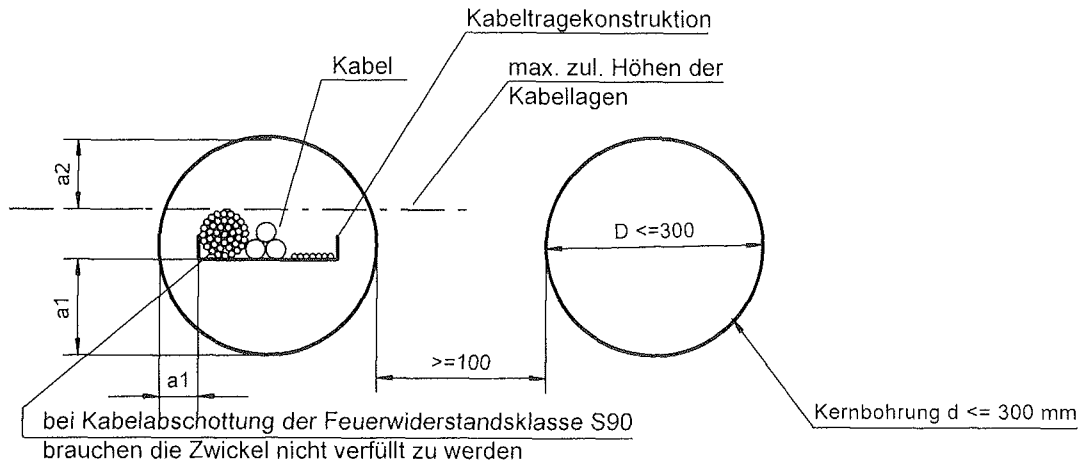 Kabeltragekonstruktion
Kabel
max. zul. Höhen der
Kabellagen
a2
D <=300
a1
>=100
a1
Kernbohrung d <= 300 mm
bei Kabelabschottung der Feuerwiderstandsklasse S90
brauchen die Zwickel nicht verfüllt zu werden